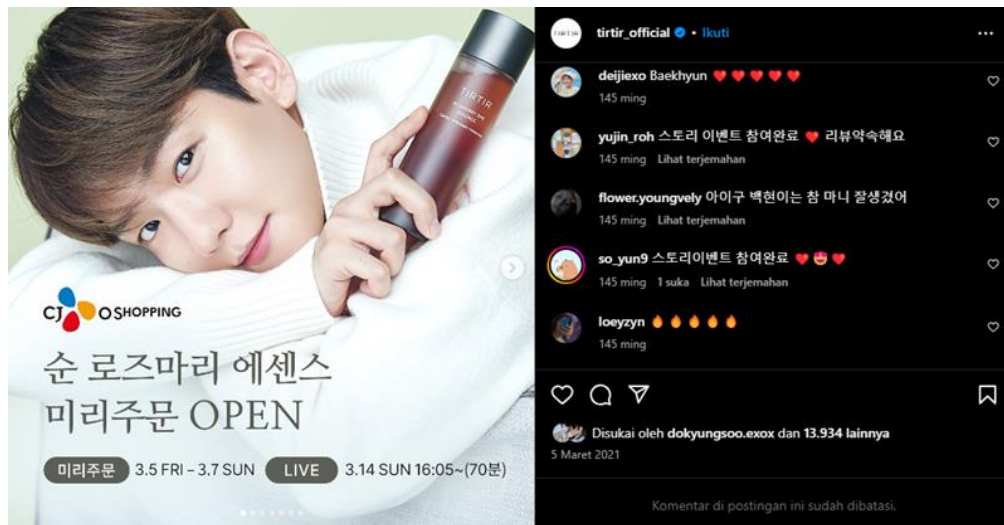 TIRTIR
CJ O SHOPPING
순 로즈마리 에센스
미리주문 OPEN
미리주문 3.5 FRI – 3.7 SUN LIVE 3.14 SUN 16:05~(70분)
TIRTIR
tirtir_official • Ikuti
deijiexo Baekhyun ❤️❤️❤️❤️❤️
145 ming
yujin_roh 스토리 이벤트 참여완료 ❤️ 리뷰약속해요
145 ming Lihat terjemahan
flower.youngvely 아이구 백현이는 참 마니 잘생겼어
145 ming Lihat terjemahan
so_yun9 스토리이벤트 참여완료 ❤️🤩❤️
145 ming 1 suka Lihat terjemahan
loeyzyn 🔥🔥🔥🔥🔥
145 ming
Disukai oleh dokyungsoo.exox dan 13.934 lainnya
5 Maret 2021
Komentar di postingan ini sudah dibatasi.